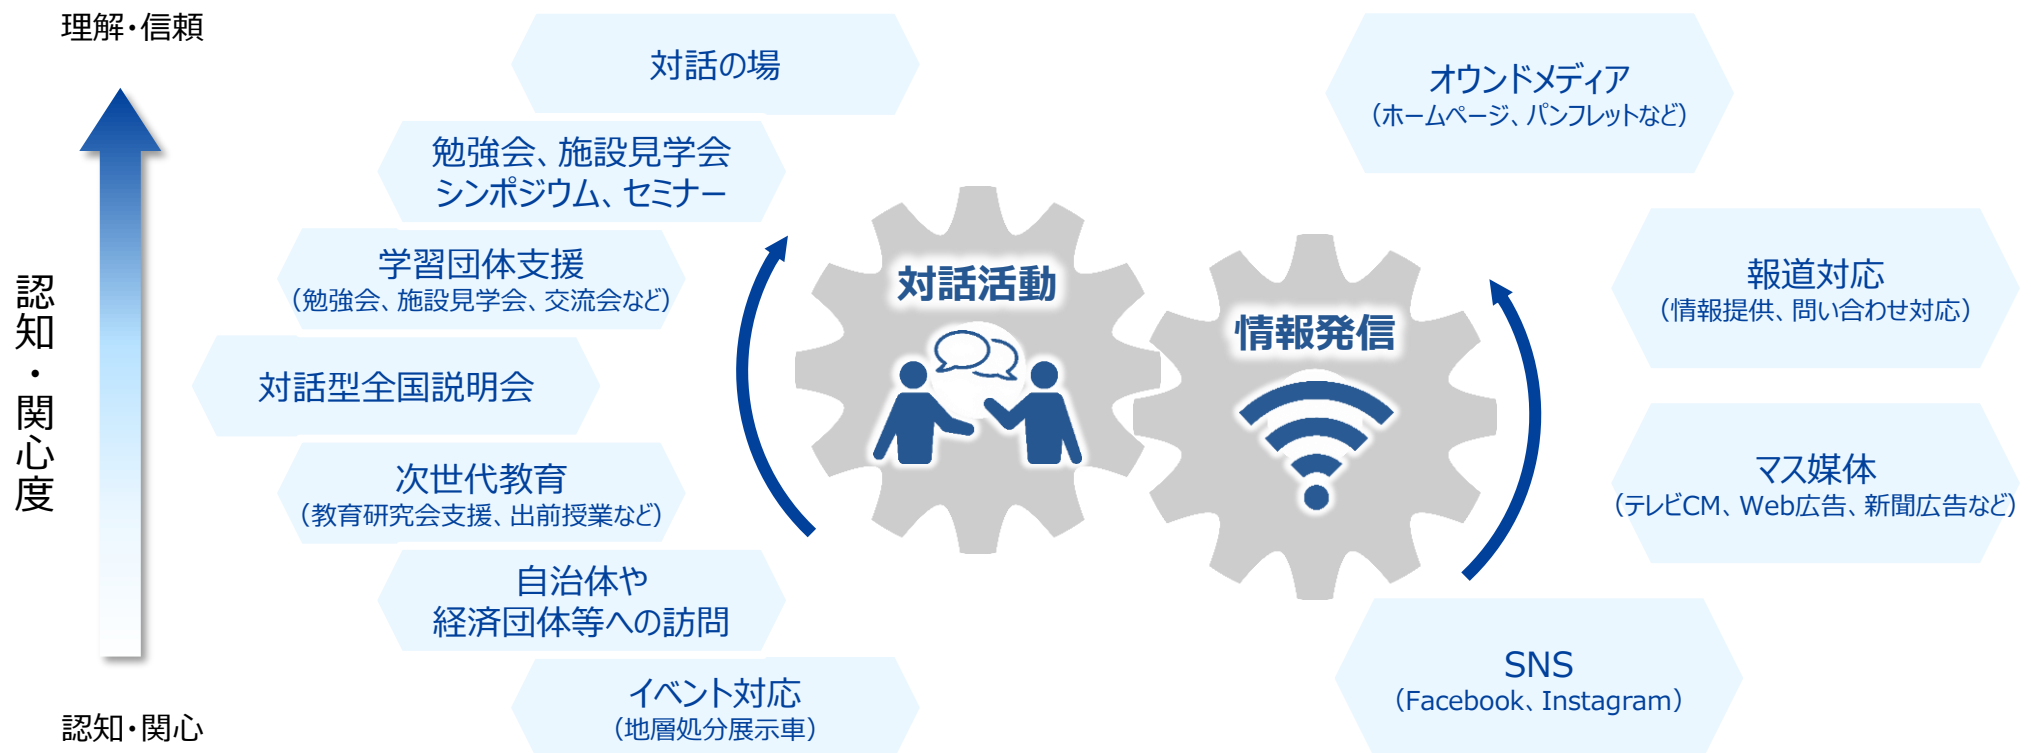 理解・信頼
認知・関心度
認知・関心
対話の場
勉強会、施設見学会
シンポジウム、セミナー
学習団体支援
（勉強会、施設見学会、交流会など）
対話型全国説明会
次世代教育
（教育研究会支援、出前授業など）
自治体や
経済団体等への訪問
イベント対応
（地層処分展示車）
対話活動
情報発信
オウンドメディア
（ホームページ、パンフレットなど）
報道対応
（情報提供、問い合わせ対応）
マス媒体
（テレビCM、Web広告、新聞広告など）
SNS
（Facebook、Instagram）